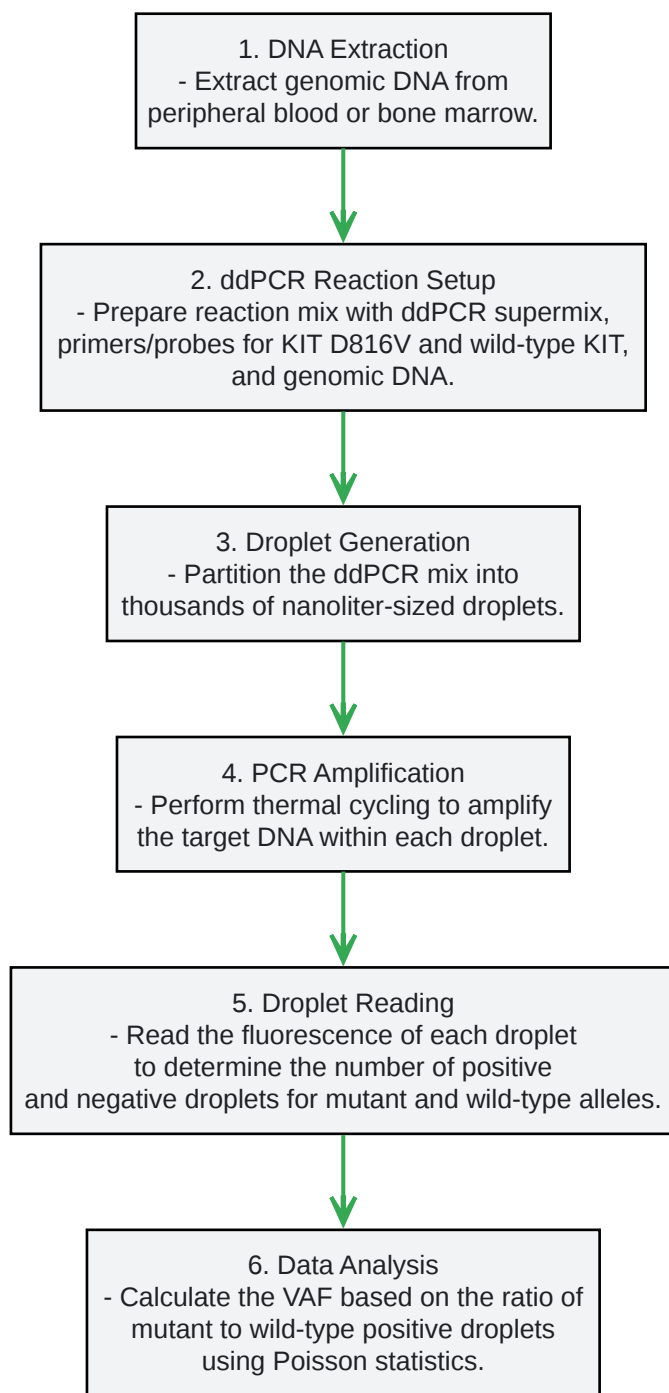 1. DNA Extraction
- Extract genomic DNA from
peripheral blood or bone marrow.
2. ddPCR Reaction Setup
- Prepare reaction mix with ddPCR supermix,
primers/probes for KIT D816V and wild-type KIT,
and genomic DNA.
3. Droplet Generation
- Partition the ddPCR mix into
thousands of nanoliter-sized droplets.
4. PCR Amplification
- Perform thermal cycling to amplify
the target DNA within each droplet.
5. Droplet Reading
- Read the fluorescence of each droplet
to determine the number of positive
and negative droplets for mutant and wild-type alleles.
6. Data Analysis
- Calculate the VAF based on the ratio of
mutant to wild-type positive droplets
using Poisson statistics.